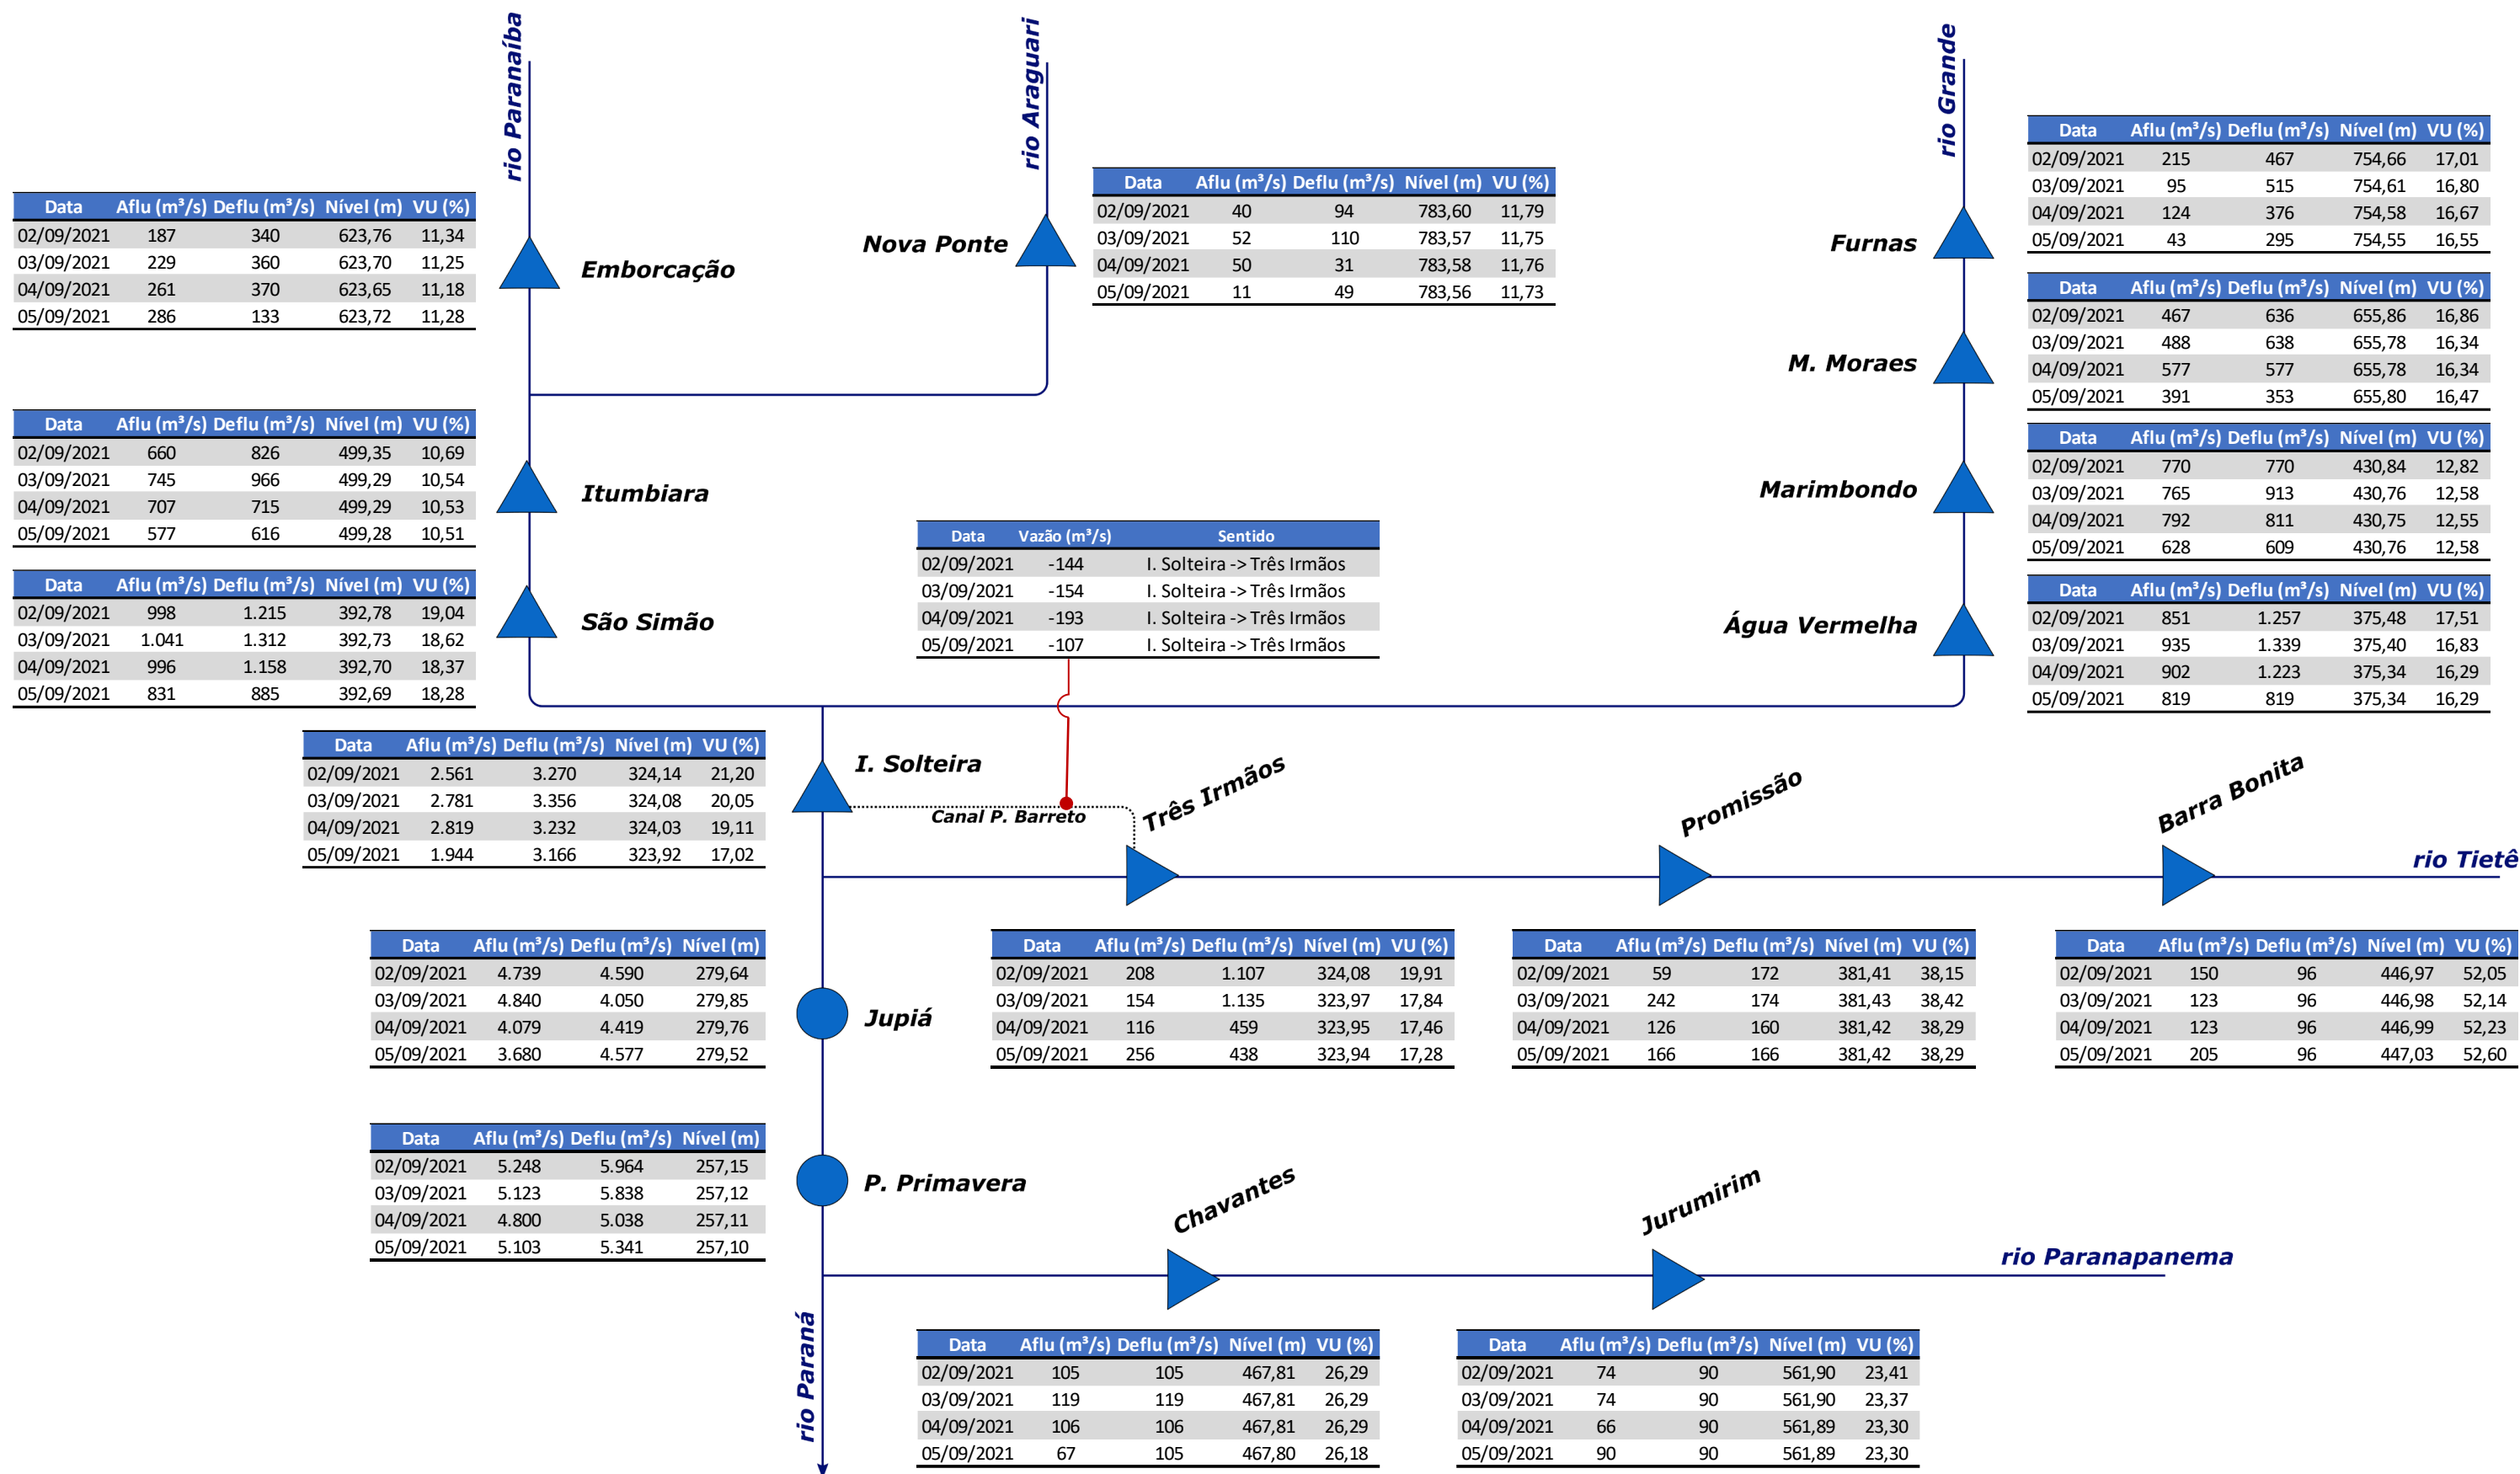 rio Paranaíba
rio Araguari
rio Grande
Data Aflu (m³/s) Deflu (m³/s) Nível (m) VU (%)
02/09/2021 187 340 623,76 11,34
03/09/2021 229 360 623,70 11,25
04/09/2021 261 370 623,65 11,18
05/09/2021 286 133 623,72 11,28
Emborcação
Nova Ponte
Data Aflu (m³/s) Deflu (m³/s) Nível (m) VU (%)
02/09/2021 40 94 783,60 11,79
03/09/2021 52 110 783,57 11,75
04/09/2021 50 31 783,58 11,76
05/09/2021 11 49 783,56 11,73
Furnas
Data Aflu (m³/s) Deflu (m³/s) Nível (m) VU (%)
02/09/2021 215 467 754,66 17,01
03/09/2021 95 515 754,61 16,80
04/09/2021 124 376 754,58 16,67
05/09/2021 43 295 754,55 16,55
M. Moraes
Data Aflu (m³/s) Deflu (m³/s) Nível (m) VU (%)
02/09/2021 467 636 655,86 16,86
03/09/2021 488 638 655,78 16,34
04/09/2021 577 577 655,78 16,34
05/09/2021 391 353 655,80 16,47
Data Aflu (m³/s) Deflu (m³/s) Nível (m) VU (%)
02/09/2021 660 826 499,35 10,69
03/09/2021 745 966 499,29 10,54
04/09/2021 707 715 499,29 10,53
05/09/2021 577 616 499,28 10,51
Itumbiara
Marimbondo
Data Aflu (m³/s) Deflu (m³/s) Nível (m) VU (%)
02/09/2021 770 770 430,84 12,82
03/09/2021 765 913 430,76 12,58
04/09/2021 792 811 430,75 12,55
05/09/2021 628 609 430,76 12,58
Data Aflu (m³/s) Deflu (m³/s) Nível (m) VU (%)
02/09/2021 998 1.215 392,78 19,04
03/09/2021 1.041 1.312 392,73 18,62
04/09/2021 996 1.158 392,70 18,37
05/09/2021 831 885 392,69 18,28
São Simão
Data Vazão (m³/s) Sentido
02/09/2021 -144 I. Solteira -> Três Irmãos
03/09/2021 -154 I. Solteira -> Três Irmãos
04/09/2021 -193 I. Solteira -> Três Irmãos
05/09/2021 -107 I. Solteira -> Três Irmãos
Água Vermelha
Data Aflu (m³/s) Deflu (m³/s) Nível (m) VU (%)
02/09/2021 851 1.257 375,48 17,51
03/09/2021 935 1.339 375,40 16,83
04/09/2021 902 1.223 375,34 16,29
05/09/2021 819 819 375,34 16,29
Data Aflu (m³/s) Deflu (m³/s) Nível (m) VU (%)
02/09/2021 2.561 3.270 324,14 21,20
03/09/2021 2.781 3.356 324,08 20,05
04/09/2021 2.819 3.232 324,03 19,11
05/09/2021 1.944 3.166 323,92 17,02
I. Solteira
Canal P. Barreto
Três Irmãos
Promissão
Barra Bonita
rio Tietê
Data Aflu (m³/s) Deflu (m³/s) Nível (m)
02/09/2021 4.739 4.590 279,64
03/09/2021 4.840 4.050 279,85
04/09/2021 4.079 4.419 279,76
05/09/2021 3.680 4.577 279,52
Jupiá
Data Aflu (m³/s) Deflu (m³/s) Nível (m) VU (%)
02/09/2021 208 1.107 324,08 19,91
03/09/2021 154 1.135 323,97 17,84
04/09/2021 116 459 323,95 17,46
05/09/2021 256 438 323,94 17,28
Data Aflu (m³/s) Deflu (m³/s) Nível (m) VU (%)
02/09/2021 59 172 381,41 38,15
03/09/2021 242 174 381,43 38,42
04/09/2021 126 160 381,42 38,29
05/09/2021 166 166 381,42 38,29
Data Aflu (m³/s) Deflu (m³/s) Nível (m) VU (%)
02/09/2021 150 96 446,97 52,05
03/09/2021 123 96 446,98 52,14
04/09/2021 123 96 446,99 52,23
05/09/2021 205 96 447,03 52,60
Data Aflu (m³/s) Deflu (m³/s) Nível (m)
02/09/2021 5.248 5.964 257,15
03/09/2021 5.123 5.838 257,12
04/09/2021 4.800 5.038 257,11
05/09/2021 5.103 5.341 257,10
P. Primavera
Chavantes
Jurumirim
rio Paranapanema
rio Paraná
Data Aflu (m³/s) Deflu (m³/s) Nível (m) VU (%)
02/09/2021 105 105 467,81 26,29
03/09/2021 119 119 467,81 26,29
04/09/2021 106 106 467,81 26,29
05/09/2021 67 105 467,80 26,18
Data Aflu (m³/s) Deflu (m³/s) Nível (m) VU (%)
02/09/2021 74 90 561,90 23,41
03/09/2021 74 90 561,90 23,37
04/09/2021 66 90 561,89 23,30
05/09/2021 90 90 561,89 23,30